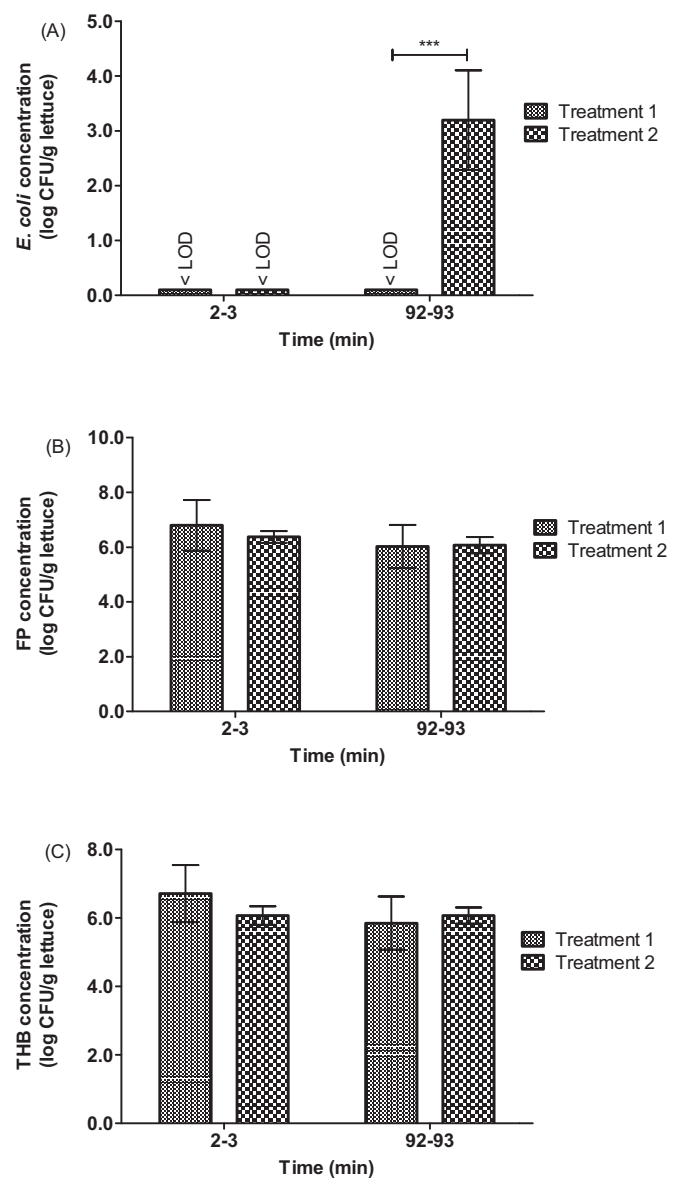 (A)
E. coli concentration
(log CFU/g lettuce)
5.0
4.0
3.0
2.0
1.0
0.0
< LOD
< LOD
< LOD
***
2-3
92-93
Time (min)
Treatment 1
Treatment 2
(B)
FP concentration
(log CFU/g lettuce)
10.0
8.0
6.0
4.0
2.0
0.0
2-3
92-93
Time (min)
Treatment 1
Treatment 2
(C)
THB concentration
(log CFU/g lettuce)
8.0
6.0
4.0
2.0
0.0
2-3
92-93
Time (min)
Treatment 1
Treatment 2